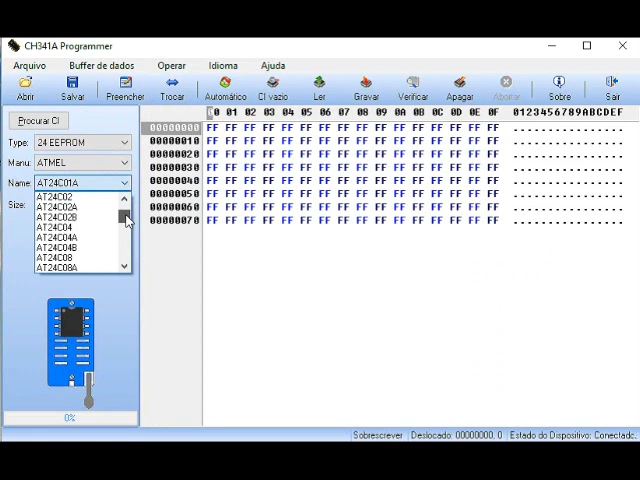 CH341A Programmer
Arquivo Buffer de dados Operar Idioma Ajuda
Abrir Salvar Preencher Trocar Automático CI vazio Ler Gravar Verificar Apagar Abortar Sobre Sair
Procurar CI
Type: 24 EEPROM
Manu: ATMEL
Name: AT24C01A
Size:
AT24C02
AT24C02A
AT24C02B
AT24C04
AT24C04A
AT24C04B
AT24C08
AT24C08A
0%
00 01 02 03 04 05 06 07 08 09 0A 0B 0C 0D 0E 0F 0123456789ABCDEF
00000000 FF FF FF FF FF FF FF FF FF FF FF FF FF FF FF FF ................
00000010 FF FF FF FF FF FF FF FF FF FF FF FF FF FF FF FF ................
00000020 FF FF FF FF FF FF FF FF FF FF FF FF FF FF FF FF ................
00000030 FF FF FF FF FF FF FF FF FF FF FF FF FF FF FF FF ................
00000040 FF FF FF FF FF FF FF FF FF FF FF FF FF FF FF FF ................
00000050 FF FF FF FF FF FF FF FF FF FF FF FF FF FF FF FF ................
00000060 FF FF FF FF FF FF FF FF FF FF FF FF FF FF FF FF ................
00000070 FF FF FF FF FF FF FF FF FF FF FF FF FF FF FF FF ................
Sobrescrever Deslocado: 00000000, 0 Estado do Dispositivo: Conectadc.